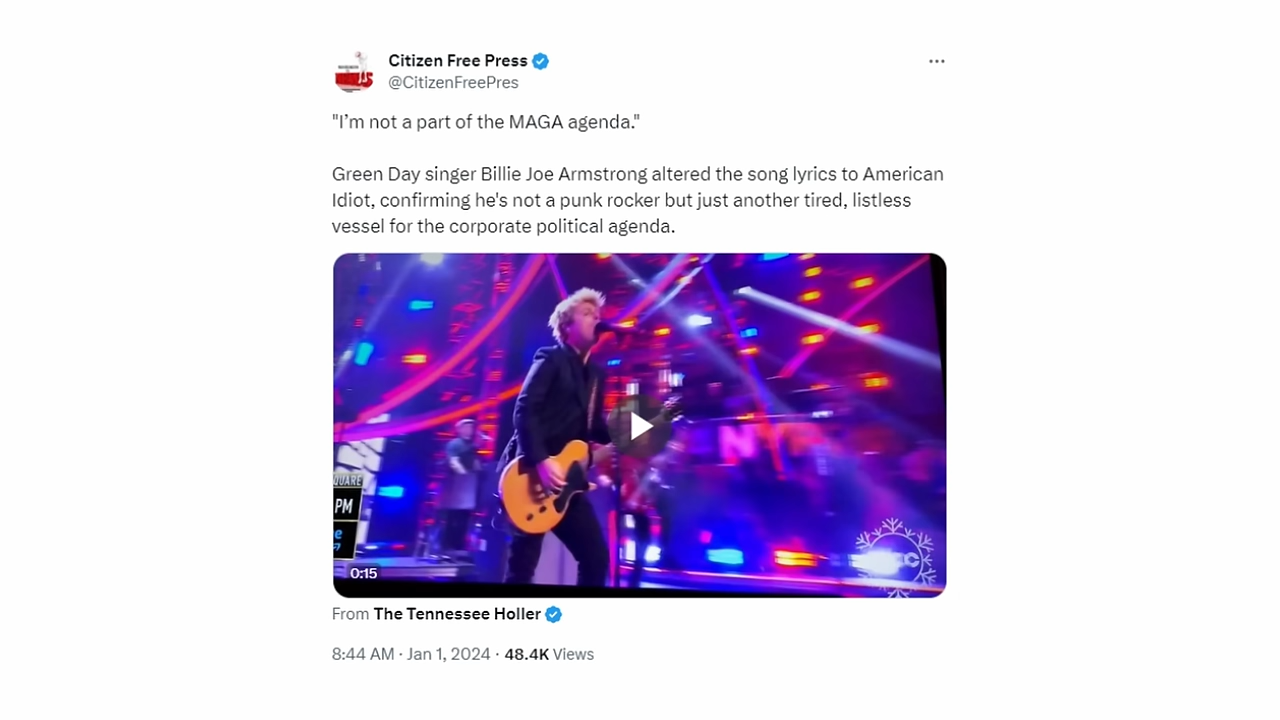 Citizen Free Press
@CitizenFreePres
"I'm not a part of the MAGA agenda."
Green Day singer Billie Joe Armstrong altered the song lyrics to American
Idiot, confirming he's not a punk rocker but just another tired, listless
vessel for the corporate political agenda.
QUARE
PM
0:15
From The Tennessee Holler
8:44 AM · Jan 1, 2024 · 48.4K Views